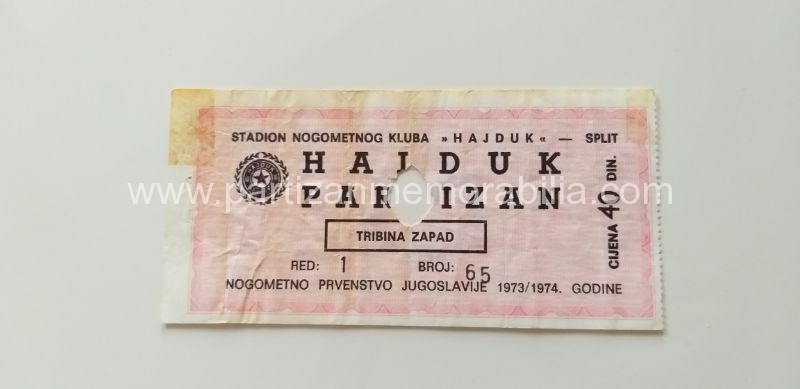 STADION NOGOMETNOG KLUBA »HAJDUK« — SPLIT
HAJDUK
PARTIZAN
TRIBINA ZAPAD
RED: 1 BROJ: 65
NOGOMETNO PRVENSTVO JUGOSLAVIJE 1973/1974. GODINE
CIJENA 40 DIN.
www.partizanmemorabilia.com